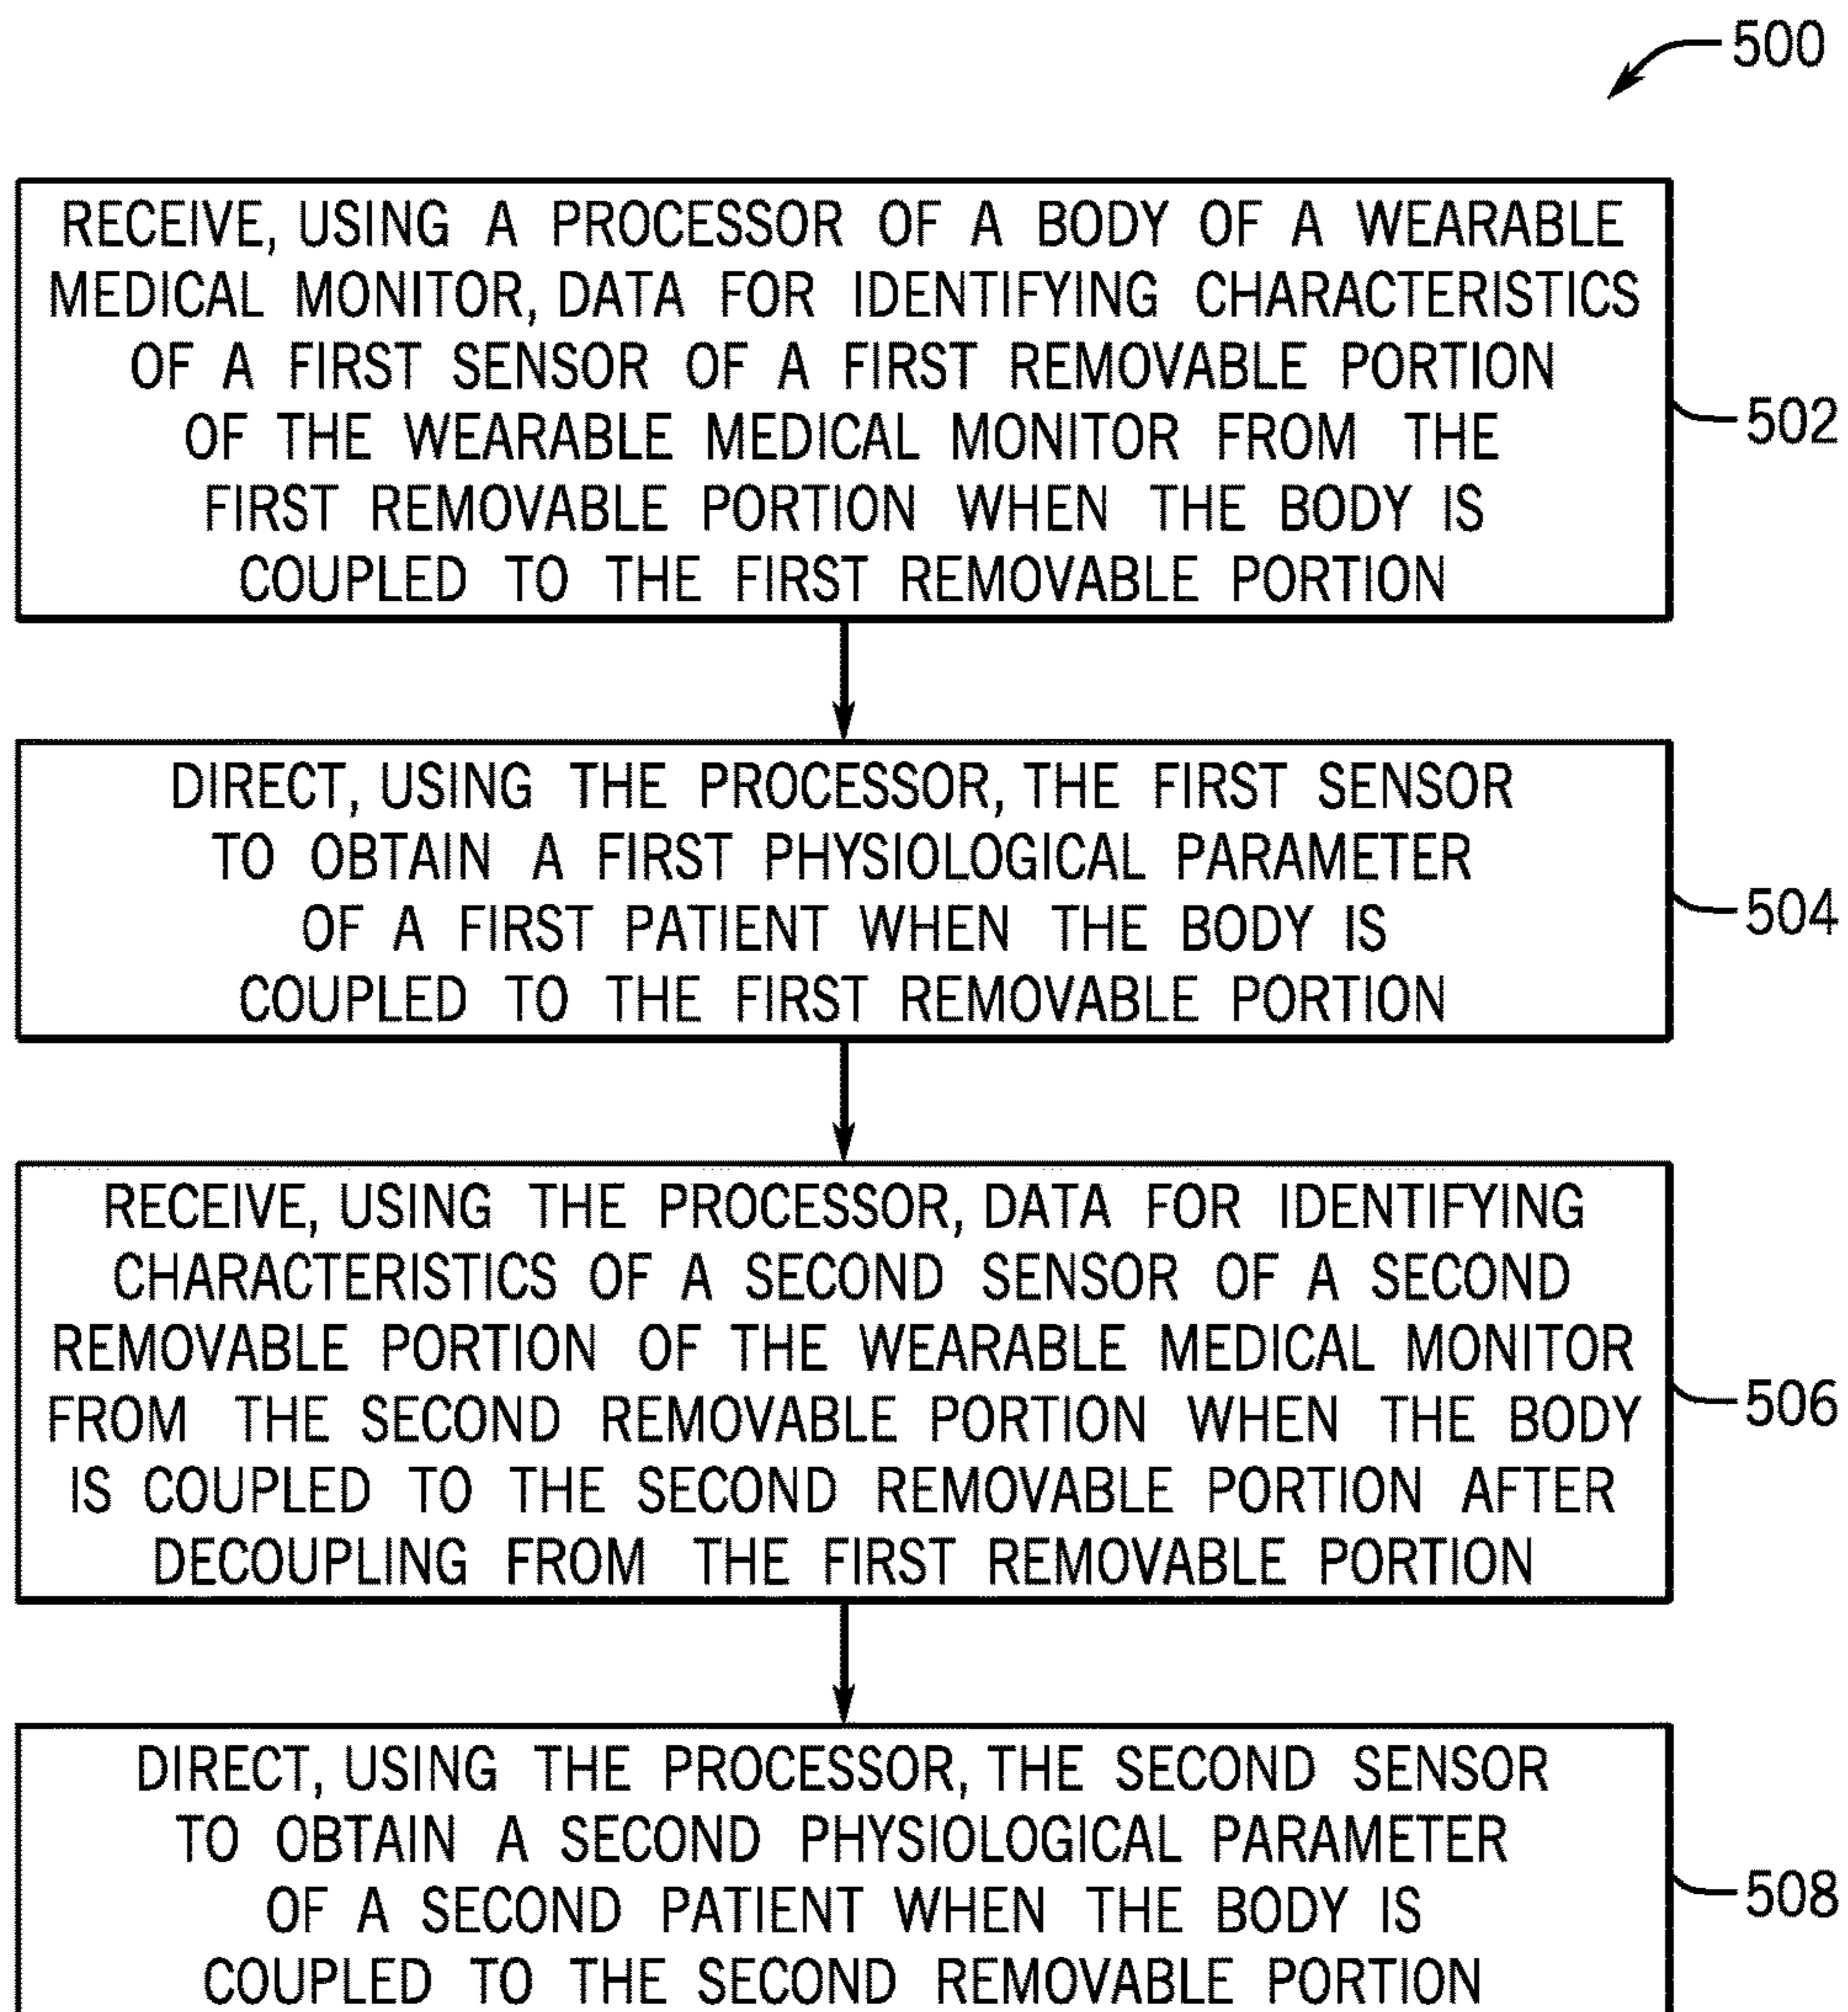 500
RECEIVE, USING A PROCESSOR OF A BODY OF A WEARABLE
MEDICAL MONITOR, DATA FOR IDENTIFYING CHARACTERISTICS
OF A FIRST SENSOR OF A FIRST REMOVABLE PORTION
OF THE WEARABLE MEDICAL MONITOR FROM THE
FIRST REMOVABLE PORTION WHEN THE BODY IS
COUPLED TO THE FIRST REMOVABLE PORTION
502
DIRECT, USING THE PROCESSOR, THE FIRST SENSOR
TO OBTAIN A FIRST PHYSIOLOGICAL PARAMETER
OF A FIRST PATIENT WHEN THE BODY IS
COUPLED TO THE FIRST REMOVABLE PORTION
504
RECEIVE, USING THE PROCESSOR, DATA FOR IDENTIFYING
CHARACTERISTICS OF A SECOND SENSOR OF A SECOND
REMOVABLE PORTION OF THE WEARABLE MEDICAL MONITOR
FROM THE SECOND REMOVABLE PORTION WHEN THE BODY
IS COUPLED TO THE SECOND REMOVABLE PORTION AFTER
DECOUPLING FROM THE FIRST REMOVABLE PORTION
506
DIRECT, USING THE PROCESSOR, THE SECOND SENSOR
TO OBTAIN A SECOND PHYSIOLOGICAL PARAMETER
OF A SECOND PATIENT WHEN THE BODY IS
COUPLED TO THE SECOND REMOVABLE PORTION
508